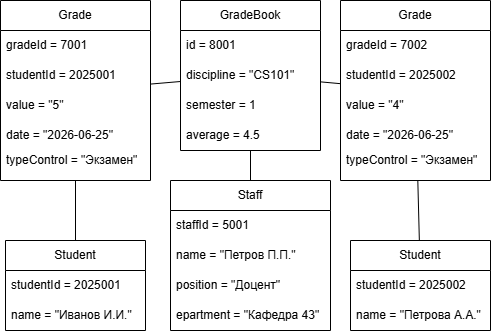 Grade
gradeId = 7001
studentId = 2025001
value = "5"
date = "2026-06-25"
typeControl = "Экзамен"
GradeBook
id = 8001
discipline = "CS101"
semester = 1
average = 4.5
Grade
gradeId = 7002
studentId = 2025002
value = "4"
date = "2026-06-25"
typeControl = "Экзамен"
Student
studentId = 2025001
name = "Иванов И.И."
Staff
staffId = 5001
name = "Петров П.П."
position = "Доцент"
epartment = "Кафедра 43"
Student
studentId = 2025002
name = "Петрова А.А."